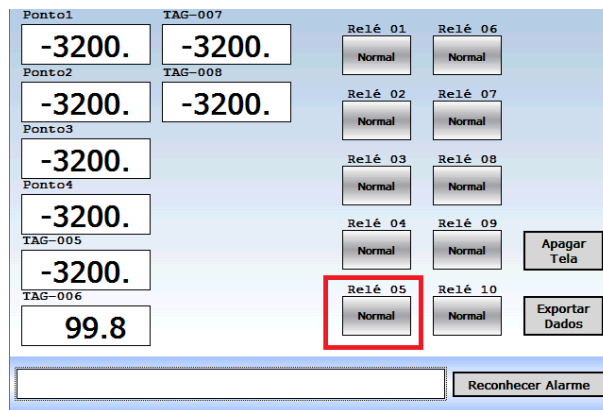 Ponto1 TAG-007
-3200. -3200.
Ponto2 TAG-008
-3200. -3200.
Ponto3
-3200.
Ponto4
-3200.
TAG-005
-3200.
TAG-006
99.8
Relé 01 Relé 06
Normal Normal
Relé 02 Relé 07
Normal Normal
Relé 03 Relé 08
Normal Normal
Relé 04 Relé 09
Normal Normal
Relé 05 Relé 10
Normal Normal
Apagar
Tela
Exportar
Dados
Reconhecer Alarme